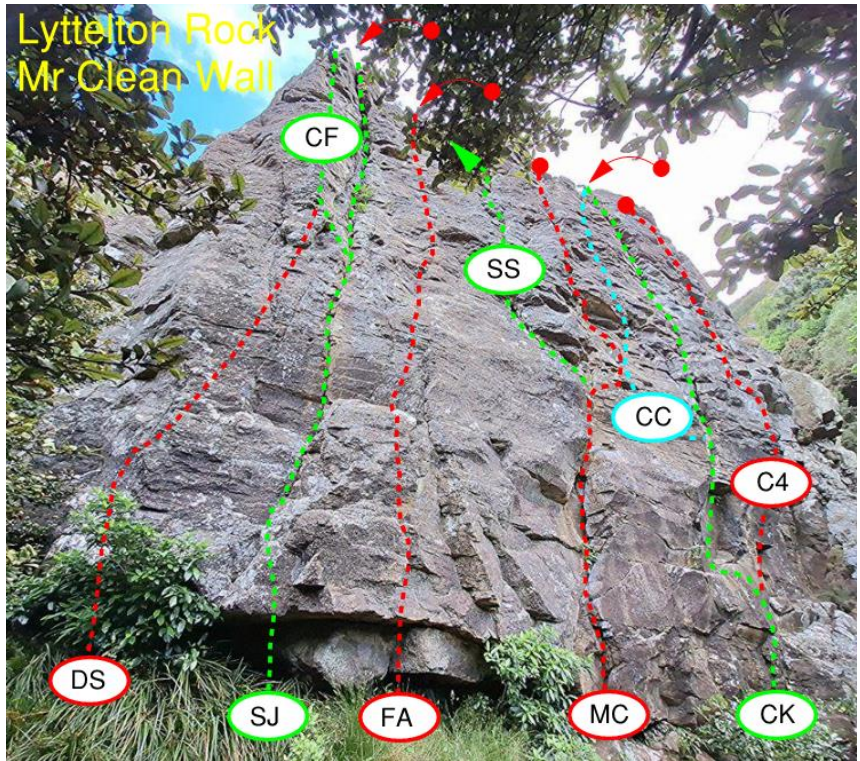 Lyttelton Rock
Mr Clean Wall
CF
SS
CC
C4
DS
SJ
FA
MC
CK